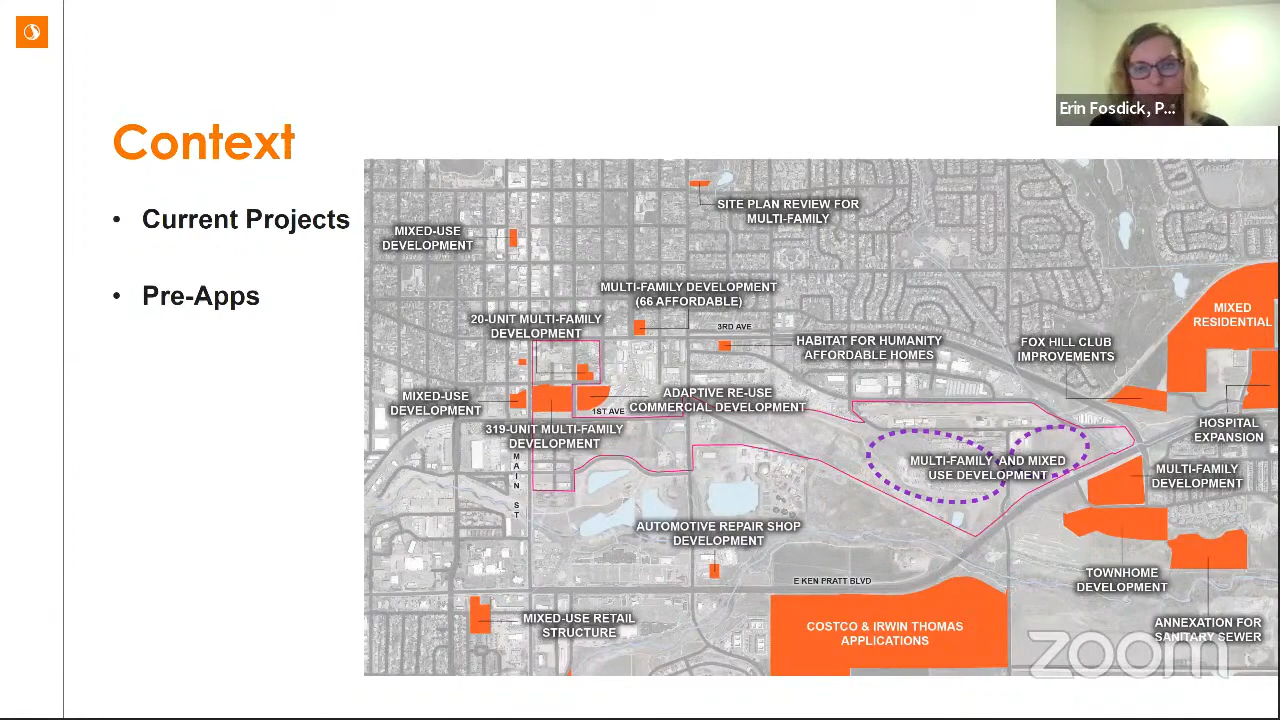 Erin Fosdick, P...
Context
• Current Projects
• Pre-Apps
SITE PLAN REVIEW FOR
MULTI-FAMILY
MIXED-USE
DEVELOPMENT
MULTI-FAMILY DEVELOPMENT
(66 AFFORDABLE)
MIXED
RESIDENTIAL
20-UNIT MULTI-FAMILY
DEVELOPMENT
3RD AVE
HABITAT FOR HUMANITY
AFFORDABLE HOMES
FOX HILL CLUB
IMPROVEMENTS
MIXED-USE
DEVELOPMENT
ADAPTIVE RE-USE
COMMERCIAL DEVELOPMENT
1ST AVE
319-UNIT MULTI-FAMILY
DEVELOPMENT
HOSPITAL
EXPANSION
MAIN ST
MULTI-FAMILY AND MIXED
USE DEVELOPMENT
MULTI-FAMILY
DEVELOPMENT
AUTOMOTIVE REPAIR SHOP
DEVELOPMENT
E KEN PRATT BLVD
TOWNHOME
DEVELOPMENT
MIXED-USE RETAIL
STRUCTURE
COSTCO & IRWIN THOMAS
APPLICATIONS
ANNEXATION FOR
SANITARY SEWER
zoom